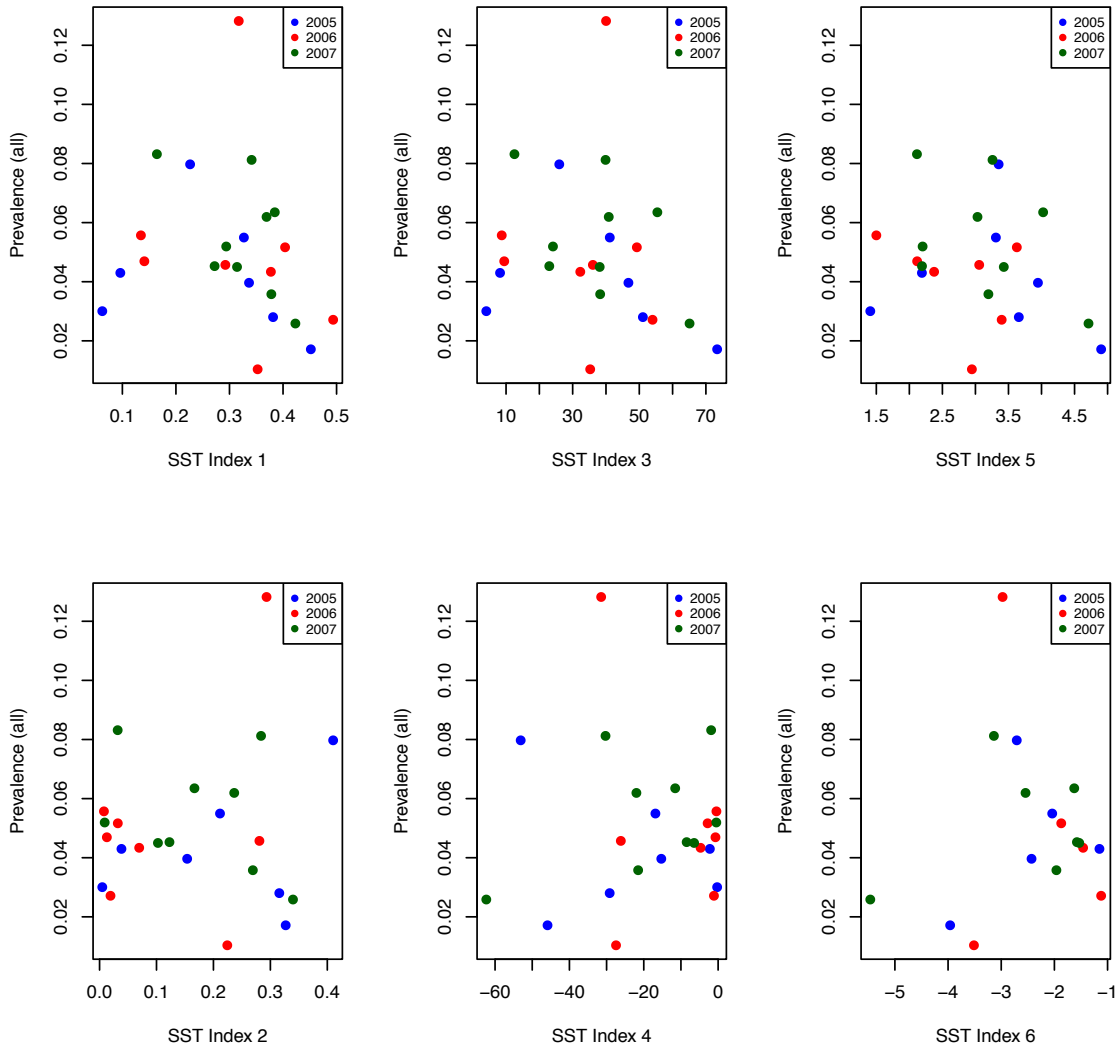 2005
2006
2007
Prevalence (all)
0.02 0.04 0.06 0.08 0.10 0.12
0.1 0.2 0.3 0.4 0.5
SST Index 1
2005
2006
2007
Prevalence (all)
0.02 0.04 0.06 0.08 0.10 0.12
10 30 50 70
SST Index 3
2005
2006
2007
Prevalence (all)
0.02 0.04 0.06 0.08 0.10 0.12
1.5 2.5 3.5 4.5
SST Index 5
2005
2006
2007
Prevalence (all)
0.02 0.04 0.06 0.08 0.10 0.12
0.0 0.1 0.2 0.3 0.4
SST Index 2
2005
2006
2007
Prevalence (all)
0.02 0.04 0.06 0.08 0.10 0.12
−60 −40 −20 0
SST Index 4
2005
2006
2007
Prevalence (all)
0.02 0.04 0.06 0.08 0.10 0.12
−5 −4 −3 −2 −1
SST Index 6